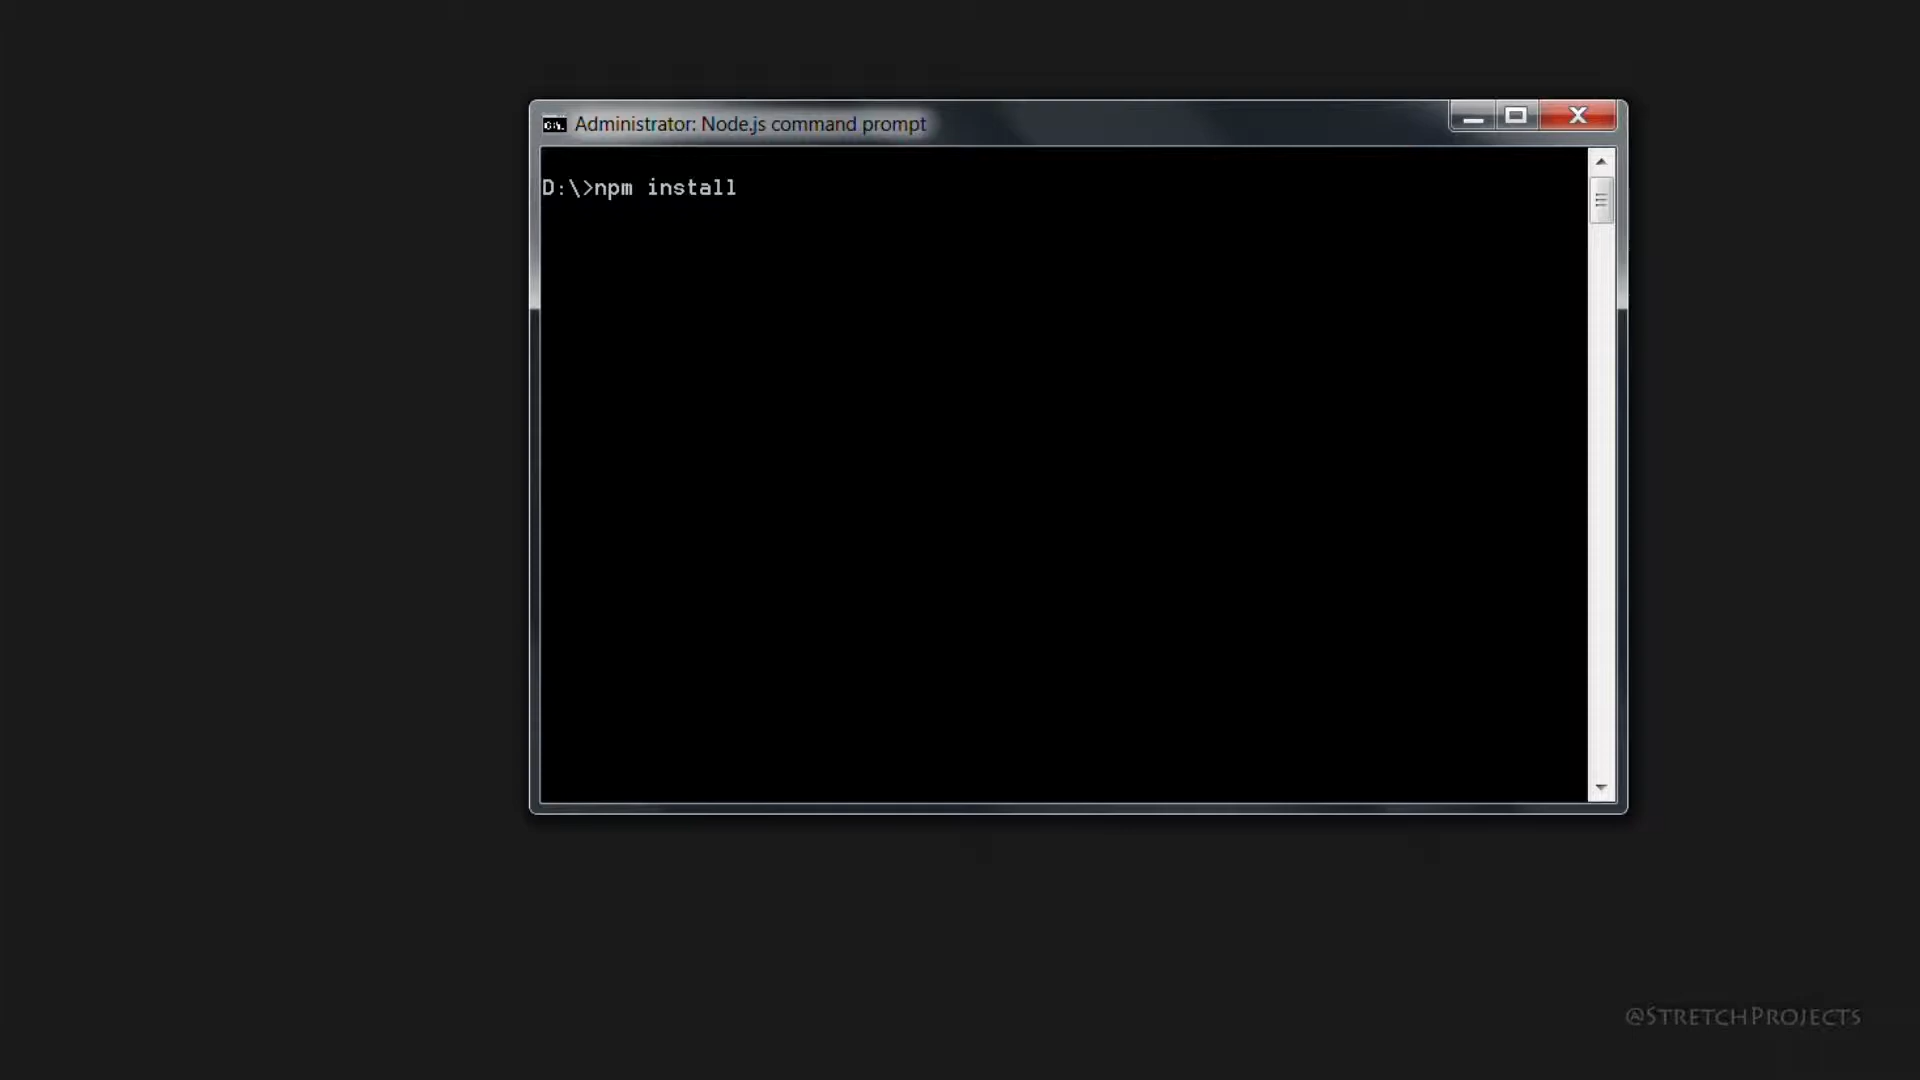 Administrator: Node.js command prompt
D:\>npm install
@StretchProjects